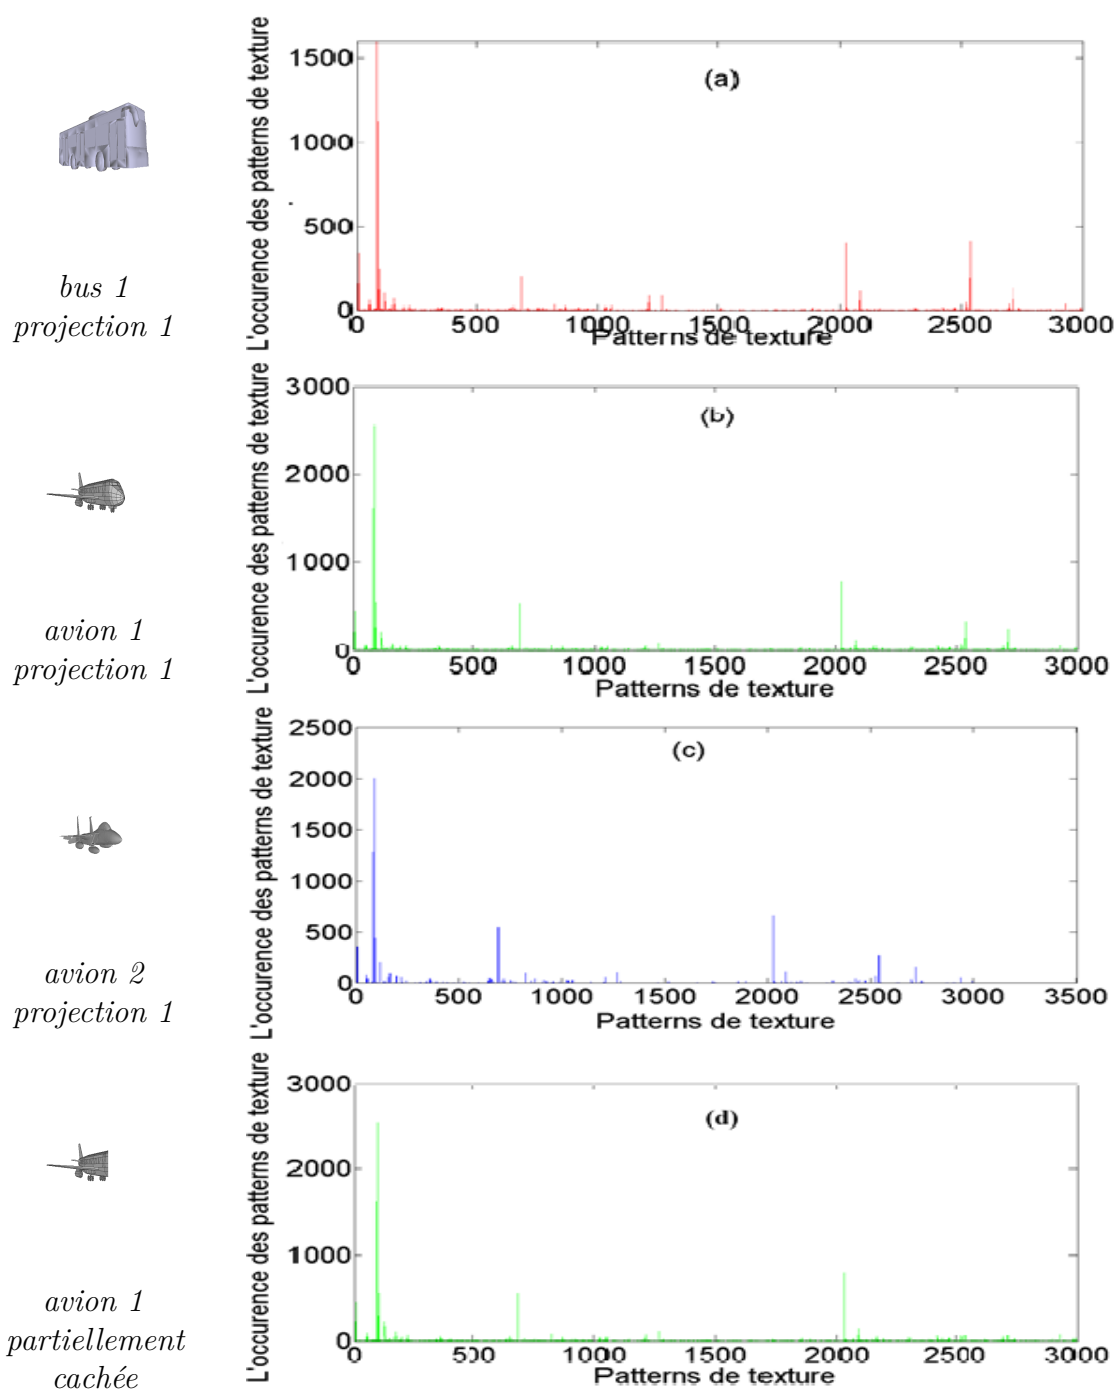 L'occurence des patterns de texture
1500
1000
500
0
(a)
0 500 1000 1500 2000 2500 3000
Patterns de texture
bus 1
projection 1
L'occurence des patterns de texture
3000
2000
1000
0
(b)
0 500 1000 1500 2000 2500 3000
Patterns de texture
avion 1
projection 1
L'occurence des patterns de texture
2500
2000
1500
1000
500
0
(c)
0 500 1000 1500 2000 2500 3000 3500
Patterns de texture
avion 2
projection 1
L'occurence des patterns de texture
3000
2000
1000
0
(d)
0 500 1000 1500 2000 2500 3000
Patterns de texture
avion 1
partiellement
cachée